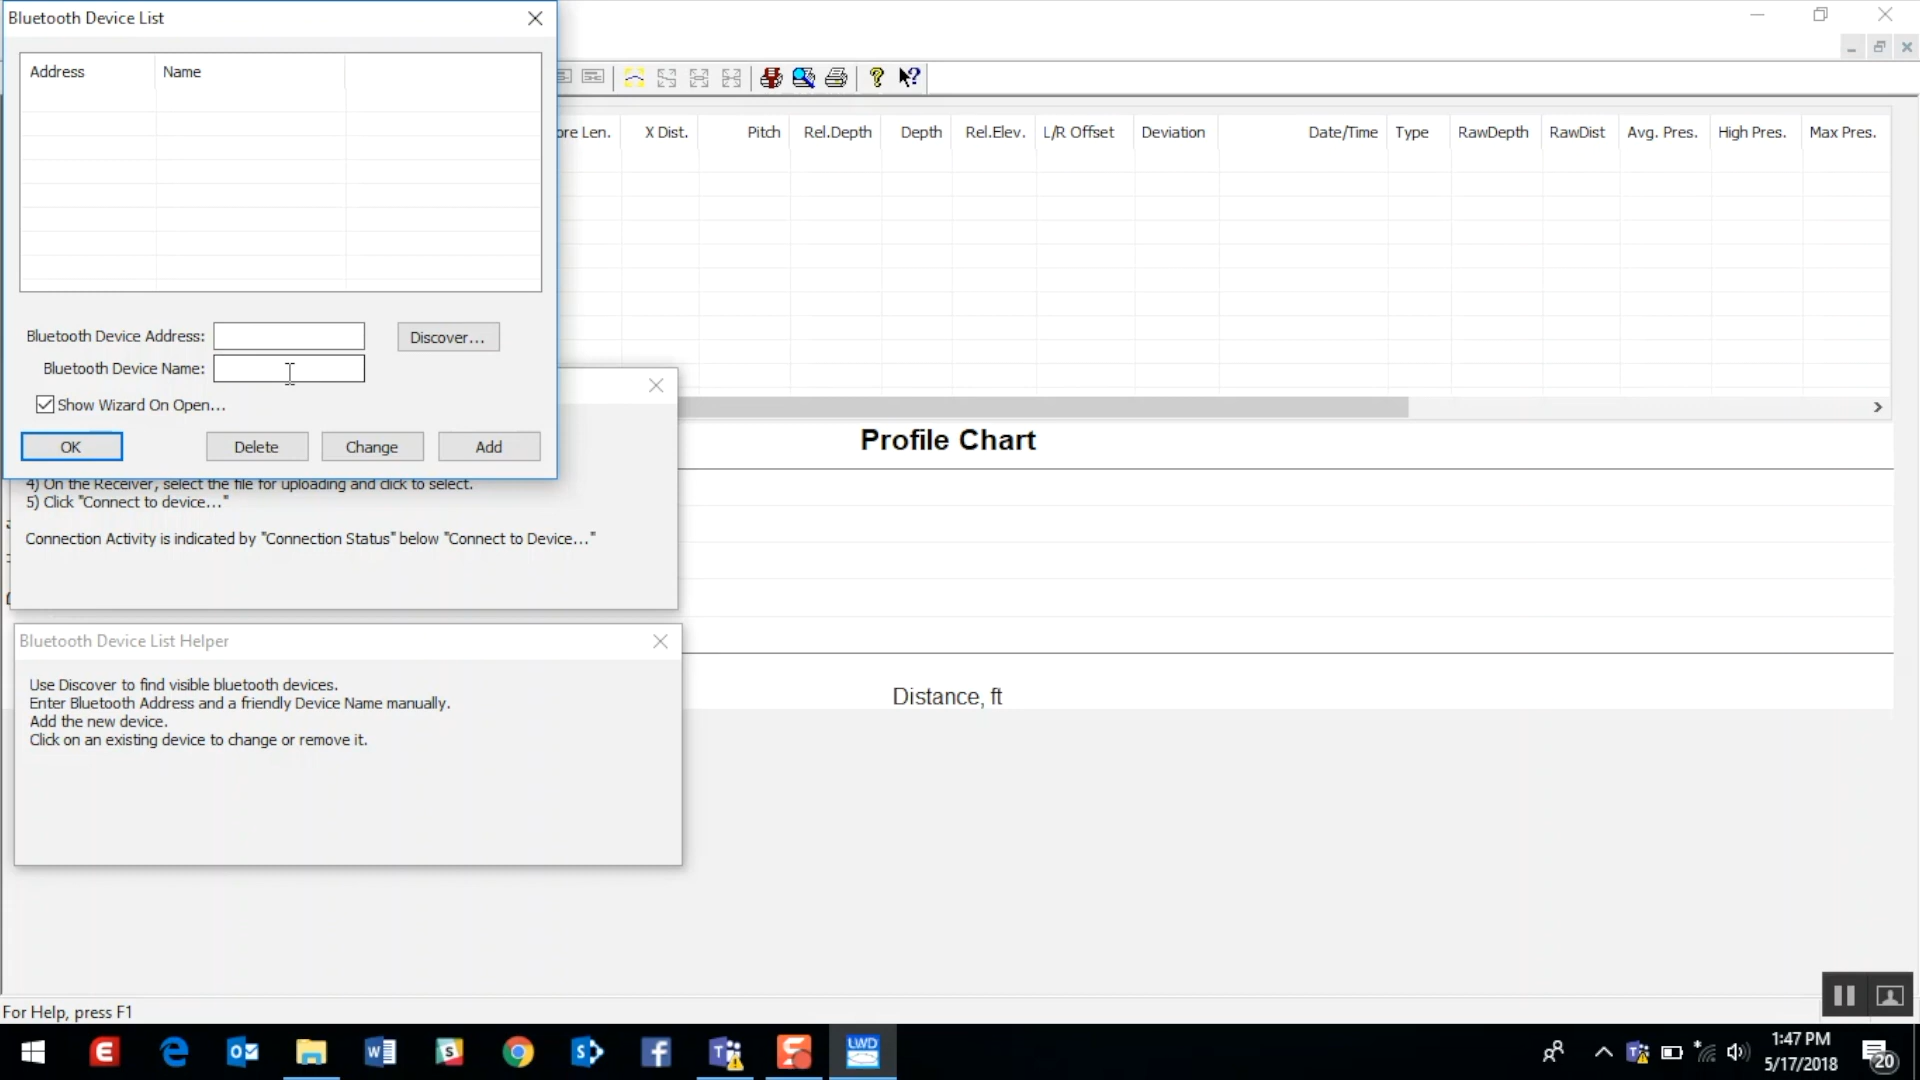 Bluetooth Device List
Address Name
Bluetooth Device Address:
Discover...
Bluetooth Device Name:
Show Wizard On Open...
OK Delete Change Add
ore Len. X Dist. Pitch Rel.Depth Depth Rel.Elev. L/R Offset Deviation Date/Time Type RawDepth RawDist Avg. Pres. High Pres. Max Pres.
Profile Chart
4) On the Receiver, select the file for uploading and click to select.
5) Click "Connect to device..."
Connection Activity is indicated by "Connection Status" below "Connect to Device..."
Bluetooth Device List Helper
Use Discover to find visible bluetooth devices.
Enter Bluetooth Address and a friendly Device Name manually.
Add the new device.
Click on an existing device to change or remove it.
Distance, ft
For Help, press F1
LWD
1:47 PM
5/17/2018
20